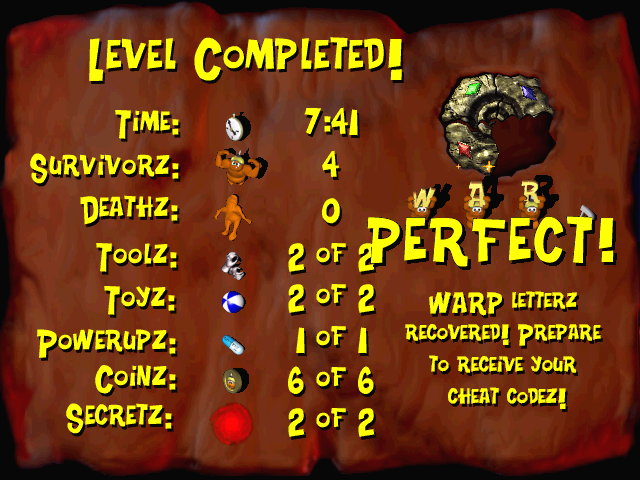 Level Completed!
Time: 7:41
Survivorz: 4
Deathz: 0
Toolz: 2 of 2
Toyz: 2 of 2
Powerupz: 1 of 1
Coinz: 6 of 6
Secretz: 2 of 2
W A R
PERFECT!
WARP letterz
recovered! Prepare
to receive your
cheat codez!